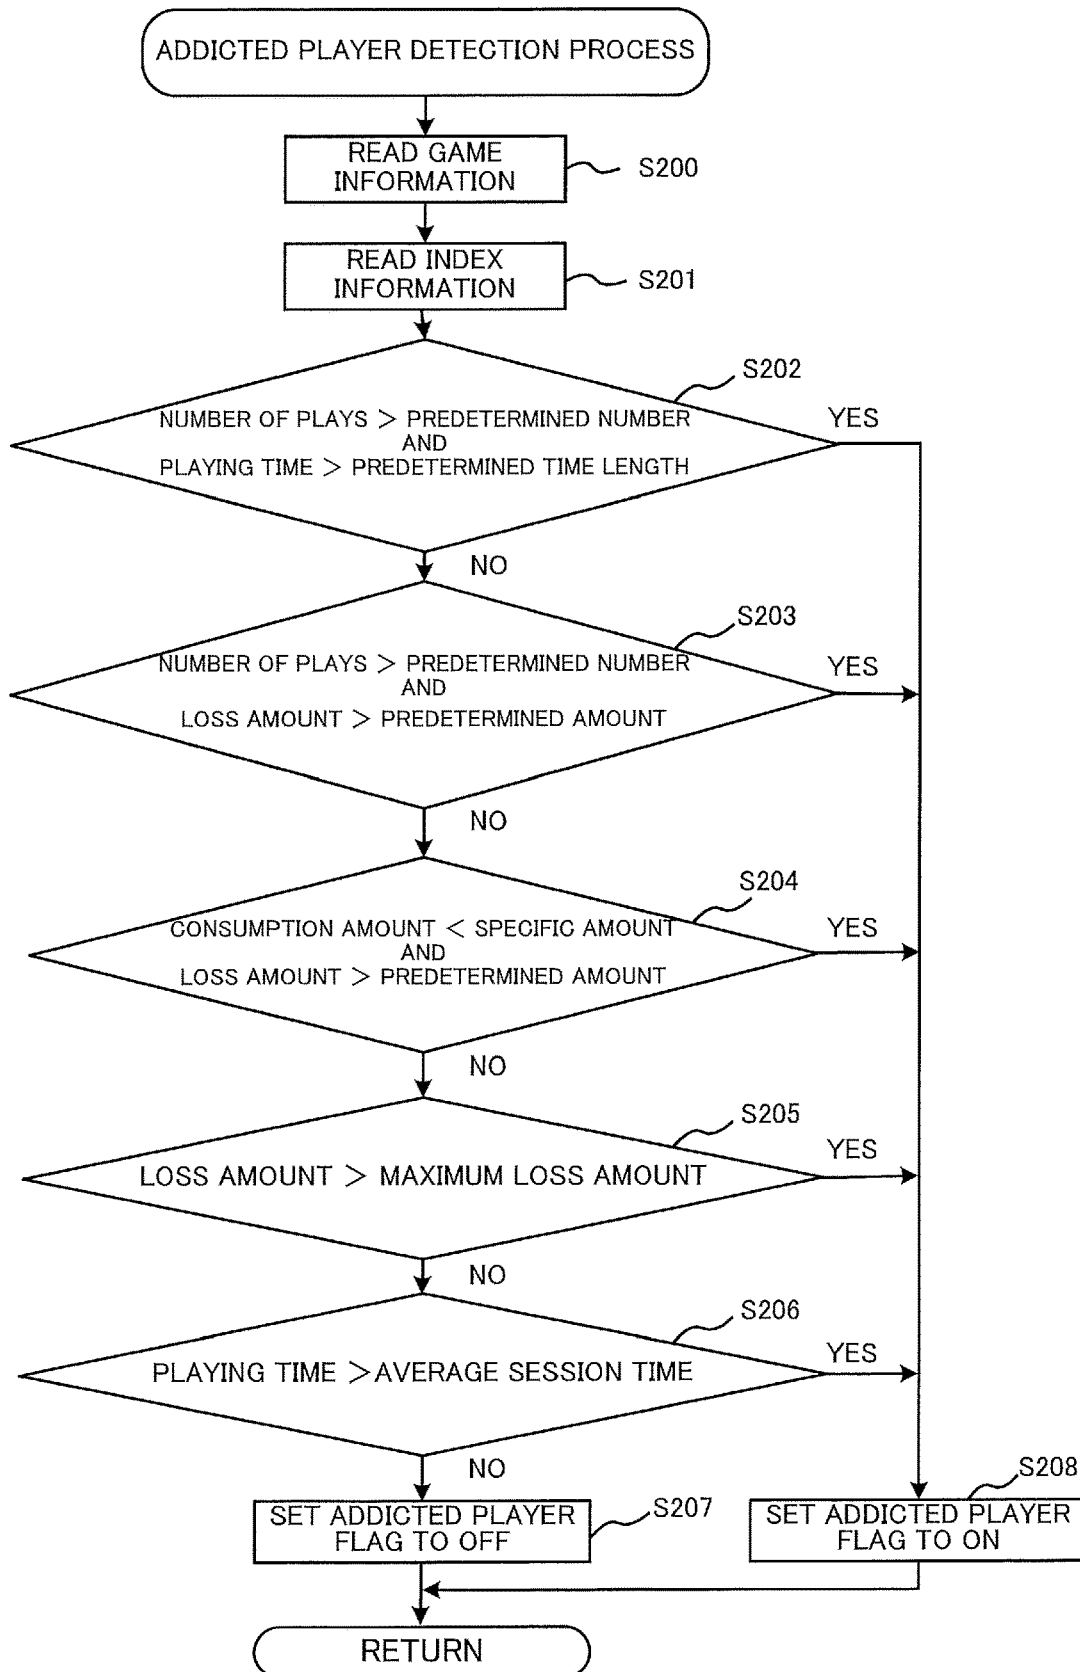 ADDICTED PLAYER DETECTION PROCESS
READ GAME
INFORMATION
S200
READ INDEX
INFORMATION
S201
S202
NUMBER OF PLAYS > PREDETERMINED NUMBER
AND
PLAYING TIME > PREDETERMINED TIME LENGTH
YES
NO
S203
NUMBER OF PLAYS > PREDETERMINED NUMBER
AND
LOSS AMOUNT > PREDETERMINED AMOUNT
YES
NO
S204
CONSUMPTION AMOUNT < SPECIFIC AMOUNT
AND
LOSS AMOUNT > PREDETERMINED AMOUNT
YES
NO
S205
LOSS AMOUNT > MAXIMUM LOSS AMOUNT
YES
NO
S206
PLAYING TIME >AVERAGE SESSION TIME
YES
NO
SET ADDICTED PLAYER
FLAG TO OFF
S207
S208
SET ADDICTED PLAYER
FLAG TO ON
RETURN